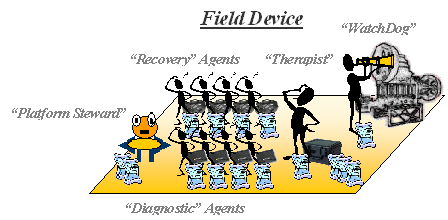 Field Device
“WatchDog”
“Recovery” Agents “Therapist”
“Platform Steward”
“Diagnostic” Agents